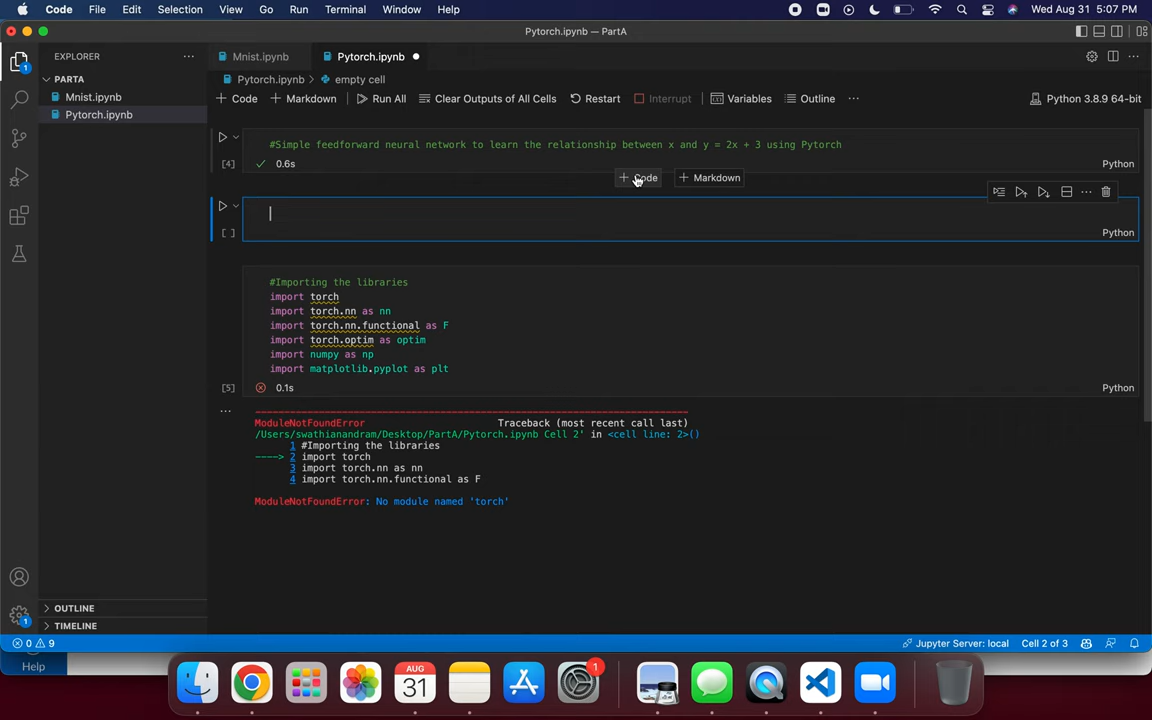 Code File Edit Selection View Go Run Terminal Window Help Wed Aug 31 5:07 PM
Pytorch.ipynb — PartA
EXPLORER
PARTA
Mnist.ipynb
Pytorch.ipynb
OUTLINE
TIMELINE
Mnist.ipynb Pytorch.ipynb
Pytorch.ipynb > empty cell
+ Code + Markdown Run All Clear Outputs of All Cells Restart Interrupt Variables Outline ... Python 3.8.9 64-bit
#Simple feedforward neural network to learn the relationship between x and y = 2x + 3 using Pytorch
[4] 0.6s Python
+ Code + Markdown
[ ] Python
#Importing the libraries
import torch
import torch.nn as nn
import torch.nn.functional as F
import torch.optim as optim
import numpy as np
import matplotlib.pyplot as plt
[5] 0.1s Python
...
ModuleNotFoundError Traceback (most recent call last)
/Users/swathianandram/Desktop/PartA/Pytorch.ipynb Cell 2' in <cell line: 2>()
1 #Importing the libraries
----> 2 import torch
3 import torch.nn as nn
4 import torch.nn.functional as F
ModuleNotFoundError: No module named 'torch'
1
1
0 9 Jupyter Server: local Cell 2 of 3
Help
AUG
31
1